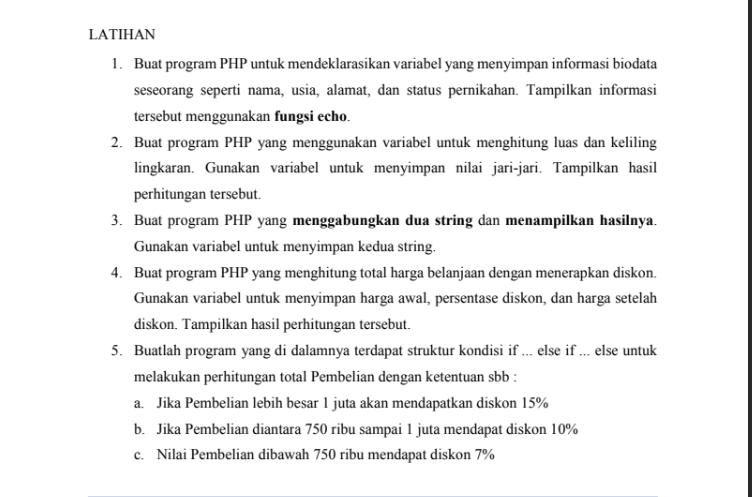 LATIHAN
1. Buat program PHP untuk mendeklarasikan variabel yang menyimpan informasi biodata
seseorang seperti nama, usia, alamat, dan status pernikahan. Tampilkan informasi
tersebut menggunakan fungsi echo.
2. Buat program PHP yang menggunakan variabel untuk menghitung luas dan keliling
lingkaran. Gunakan variabel untuk menyimpan nilai jari-jari. Tampilkan hasil
perhitungan tersebut.
3. Buat program PHP yang menggabungkan dua string dan menampilkan hasilnya.
Gunakan variabel untuk menyimpan kedua string.
4. Buat program PHP yang menghitung total harga belanjaan dengan menerapkan diskon.
Gunakan variabel untuk menyimpan harga awal, persentase diskon, dan harga setelah
diskon. Tampilkan hasil perhitungan tersebut.
5. Buatlah program yang di dalamnya terdapat struktur kondisi if ... else if ... else untuk
melakukan perhitungan total Pembelian dengan ketentuan sbb :
a. Jika Pembelian lebih besar 1 juta akan mendapatkan diskon 15%
b. Jika Pembelian diantara 750 ribu sampai 1 juta mendapat diskon 10%
c. Nilai Pembelian dibawah 750 ribu mendapat diskon 7%